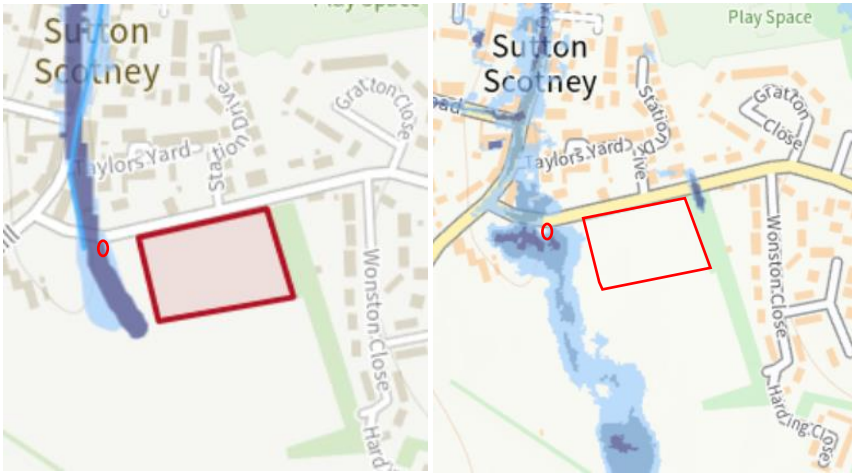 Play Space
Sutton
Scotney
Gratton Close
Station Drive
Taylors Yard
Wonston Close
Play Space
Sutton
Scotney
Gratton
Close
Station
Drive
Taylors Yard
Wonston Close
Harding Close